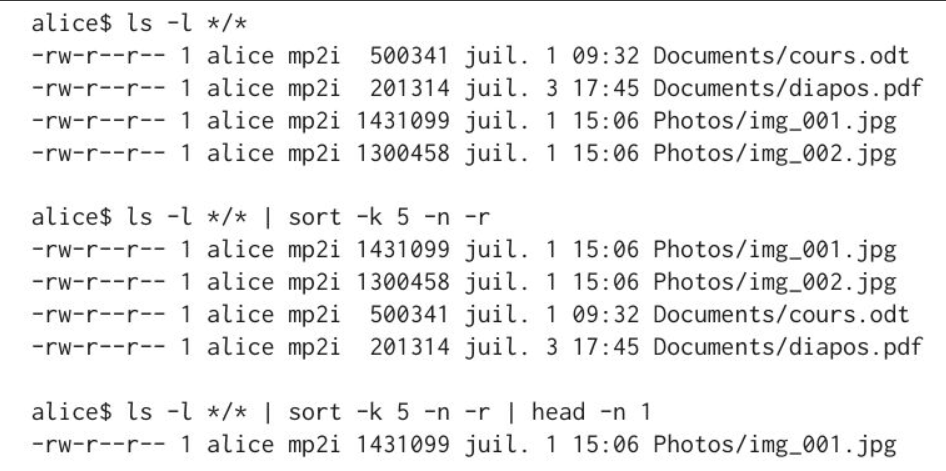 alice$ ls -l */*
-rw-r--r-- 1 alice mp2i  500341 juil. 1 09:32 Documents/cours.odt
-rw-r--r-- 1 alice mp2i  201314 juil. 3 17:45 Documents/diapos.pdf
-rw-r--r-- 1 alice mp2i 1431099 juil. 1 15:06 Photos/img_001.jpg
-rw-r--r-- 1 alice mp2i 1300458 juil. 1 15:06 Photos/img_002.jpg

alice$ ls -l */* | sort -k 5 -n -r
-rw-r--r-- 1 alice mp2i 1431099 juil. 1 15:06 Photos/img_001.jpg
-rw-r--r-- 1 alice mp2i 1300458 juil. 1 15:06 Photos/img_002.jpg
-rw-r--r-- 1 alice mp2i  500341 juil. 1 09:32 Documents/cours.odt
-rw-r--r-- 1 alice mp2i  201314 juil. 3 17:45 Documents/diapos.pdf

alice$ ls -l */* | sort -k 5 -n -r | head -n 1
-rw-r--r-- 1 alice mp2i 1431099 juil. 1 15:06 Photos/img_001.jpg